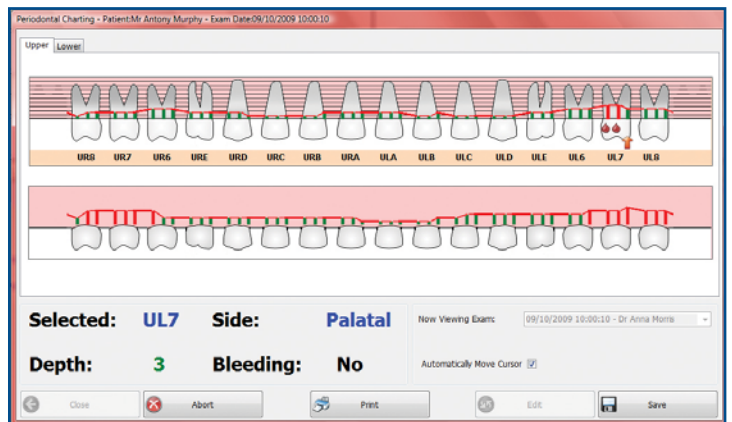 Periodontal Charting - Patient:Mr Antony Murphy - Exam Date:09/10/2009 10:00:10
Upper Lower
UR8 UR7 UR6 URE URD URC URB URA ULA ULB ULC ULD ULE UL6 UL7 UL8
Selected: UL7 Side: Palatal
Now Viewing Exam: 09/10/2009 10:00:10 - Dr Anna Morris
Depth: 3 Bleeding: No
Automatically Move Cursor
Close Abort Print Edit Save